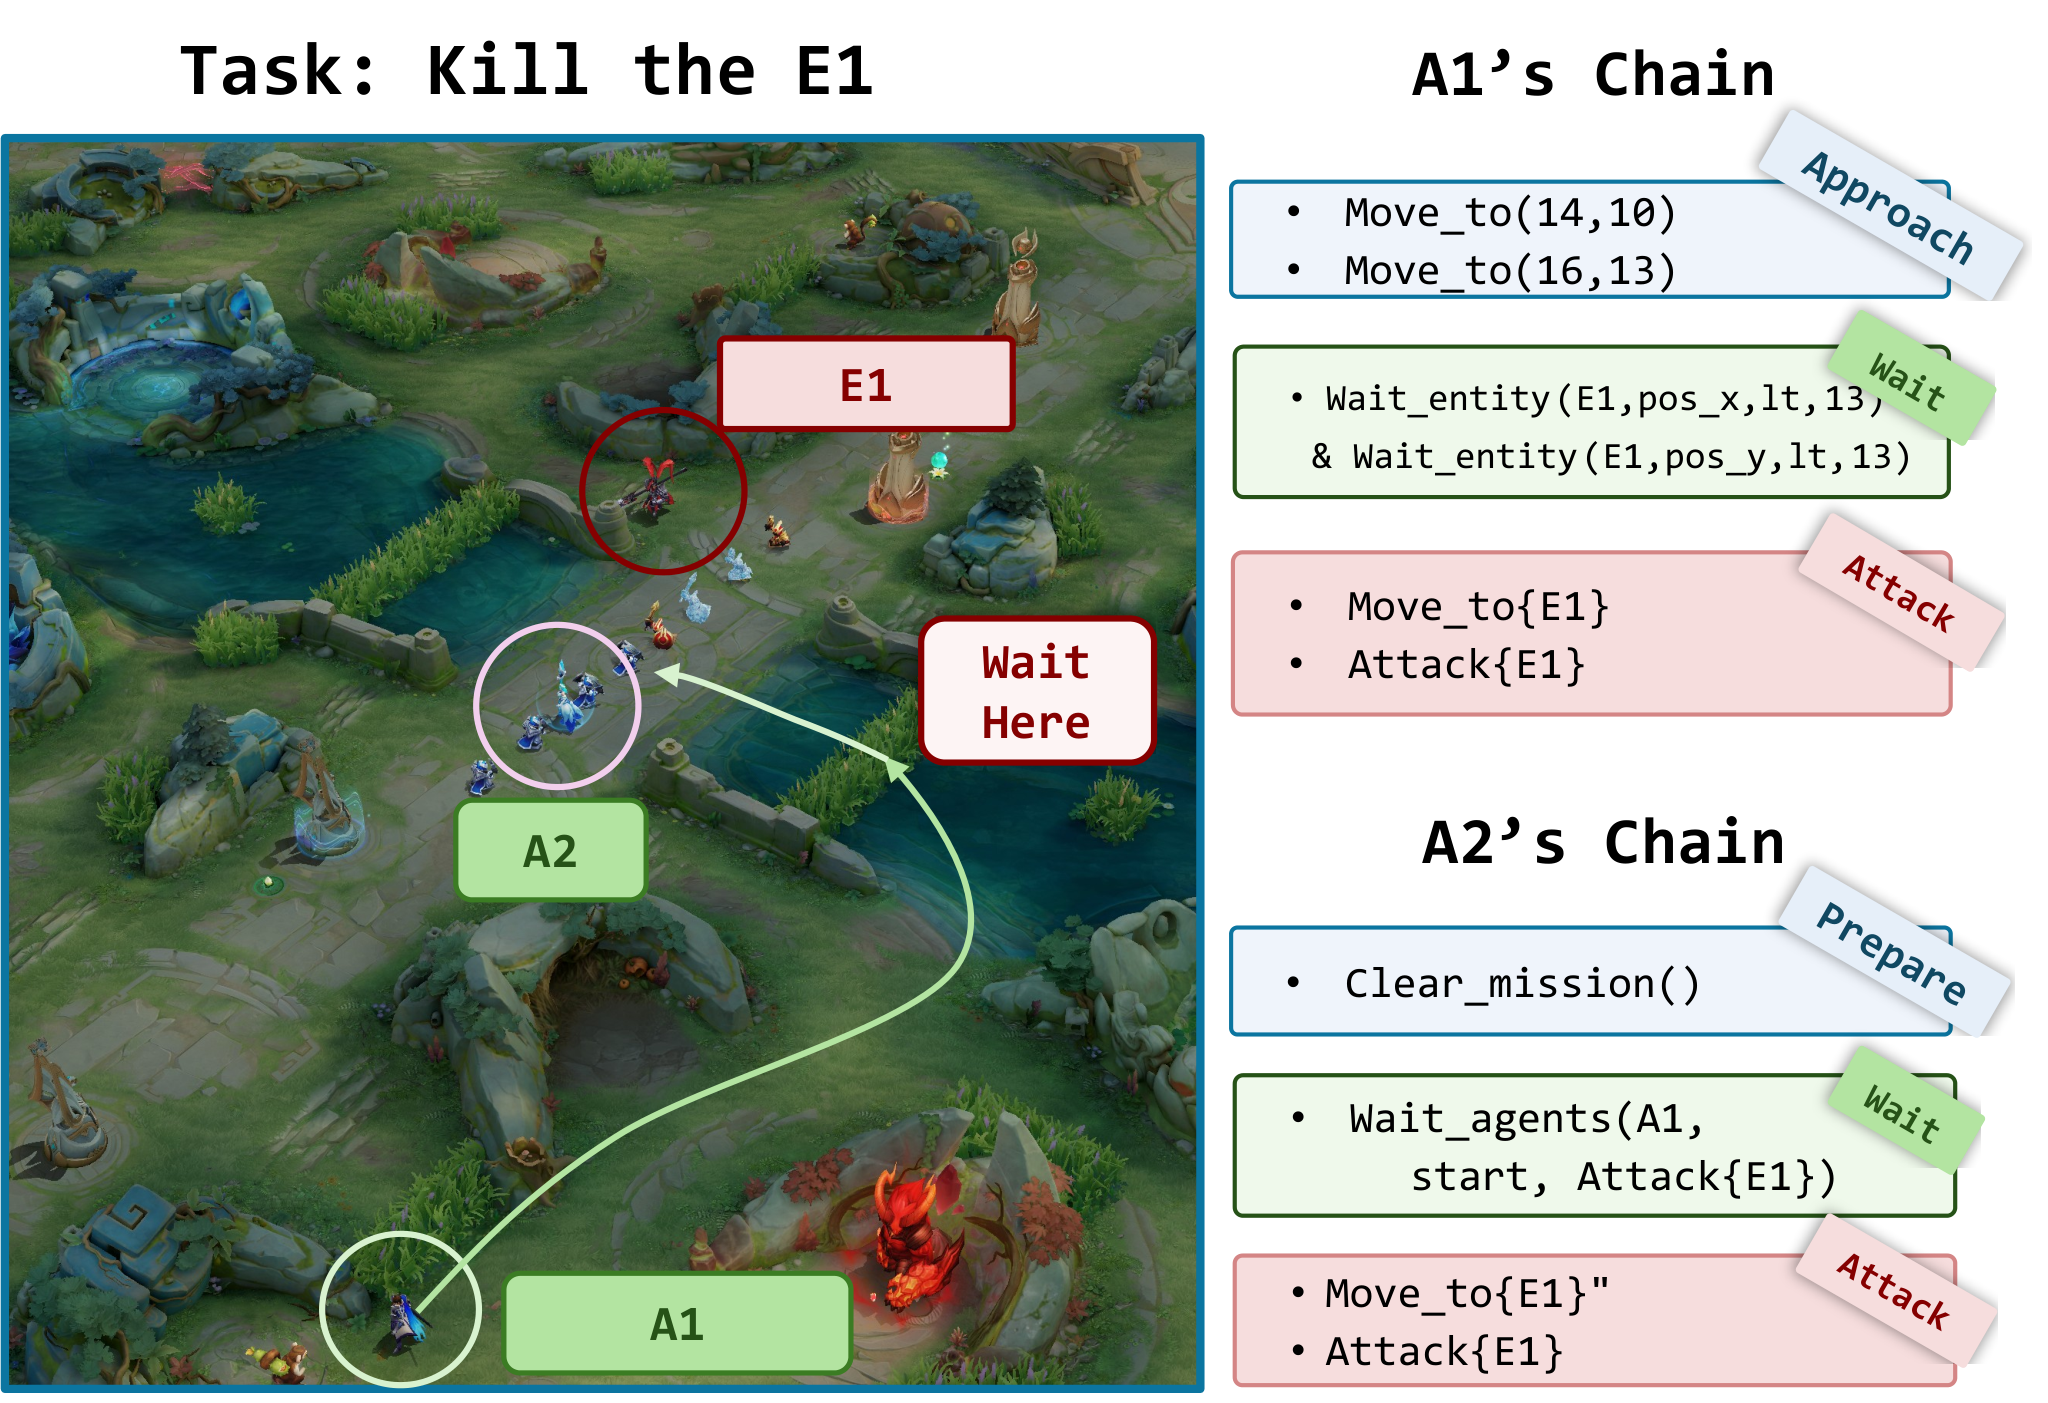 Task: Kill the E1
E1
Wait
Here
A2
A1
A1’s Chain
Approach
• Move_to(14,10)
• Move_to(16,13)
Wait
• Wait_entity(E1,pos_x,lt,13)
& Wait_entity(E1,pos_y,lt,13)
Attack
• Move_to{E1}
• Attack{E1}
A2’s Chain
Prepare
• Clear_mission()
Wait
• Wait_agents(A1,
start, Attack{E1})
Attack
• Move_to{E1}"
• Attack{E1}